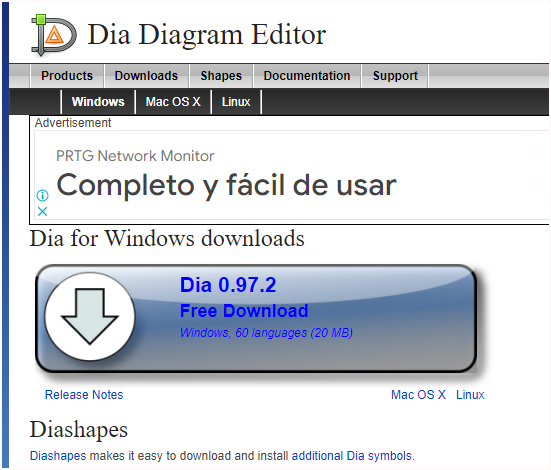 Dia Diagram Editor
Products Downloads Shapes Documentation Support
Windows Mac OS X Linux
Advertisement
PRTG Network Monitor
Completo y fácil de usar
Dia for Windows downloads
Dia 0.97.2
Free Download
Windows, 60 languages (20 MB)
Release Notes Mac OS X Linux
Diashapes
Diashapes makes it easy to download and install additional Dia symbols.